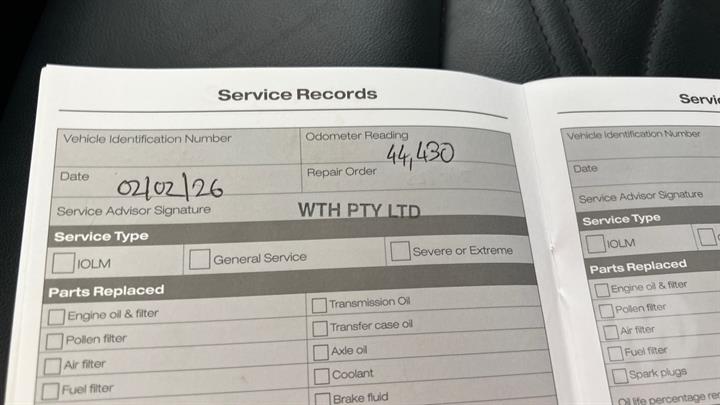 Service Records
Vehicle Identification Number
Odometer Reading
44,430
Date
02/02/26
Repair Order
Service Advisor Signature
WTH PTY LTD
Service Type
IOLM
General Service
Severe or Extreme
Parts Replaced
Engine oil & filter
Transmission Oil
Pollen filter
Transfer case oil
Air filter
Axle oil
Fuel filter
Coolant
Brake fluid
Servi
Vehicle Identification Number
Date
Service Advisor Signature
Service Type
IOLM
Parts Replaced
Engine oil & filter
Pollen filter
Air filter
Fuel filter
Spark plugs
Oil life percentage